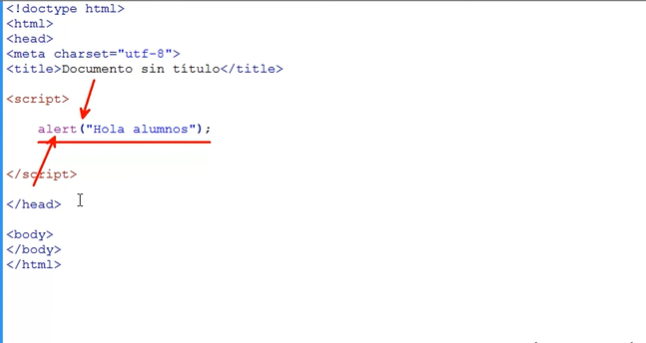 <!doctype html>
<html>
<head>
<meta charset="utf-8">
<title>Documento sin título</title>
<script>
alert("Hola alumnos");
</script>
</head>
<body>
</body>
</html>